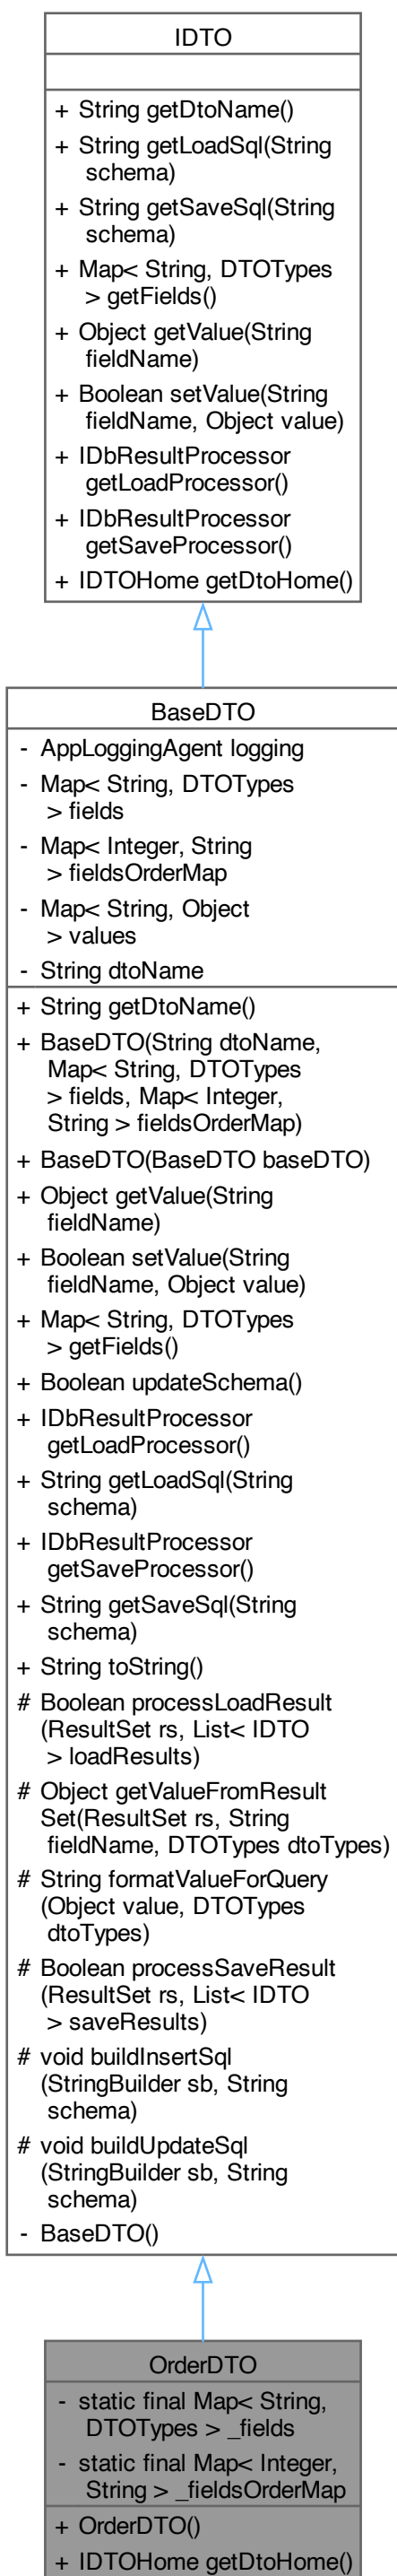 IDTO
+ String getDtoName()
+ String getLoadSql(String
schema)
+ String getSaveSql(String
schema)
+ Map< String, DTOTypes
> getFields()
+ Object getValue(String
fieldName)
+ Boolean setValue(String
fieldName, Object value)
+ IDbResultProcessor
getLoadProcessor()
+ IDbResultProcessor
getSaveProcessor()
+ IDTOHome getDtoHome()
BaseDTO
- AppLoggingAgent logging
- Map< String, DTOTypes
> fields
- Map< Integer, String
> fieldsOrderMap
- Map< String, Object
> values
- String dtoName
+ String getDtoName()
+ BaseDTO(String dtoName,
Map< String, DTOTypes
> fields, Map< Integer,
String > fieldsOrderMap)
+ BaseDTO(BaseDTO baseDTO)
+ Object getValue(String
fieldName)
+ Boolean setValue(String
fieldName, Object value)
+ Map< String, DTOTypes
> getFields()
+ Boolean updateSchema()
+ IDbResultProcessor
getLoadProcessor()
+ String getLoadSql(String
schema)
+ IDbResultProcessor
getSaveProcessor()
+ String getSaveSql(String
schema)
+ String toString()
# Boolean processLoadResult
(ResultSet rs, List< IDTO
> loadResults)
# Object getValueFromResult
Set(ResultSet rs, String
fieldName, DTOTypes dtoTypes)
# String formatValueForQuery
(Object value, DTOTypes
dtoTypes)
# Boolean processSaveResult
(ResultSet rs, List< IDTO
> saveResults)
# void buildInsertSql
(StringBuilder sb, String
schema)
# void buildUpdateSql
(StringBuilder sb, String
schema)
- BaseDTO()
OrderDTO
- static final Map< String,
DTOTypes > _fields
- static final Map< Integer,
String > _fieldsOrderMap
+ OrderDTO()
+ IDTOHome getDtoHome()